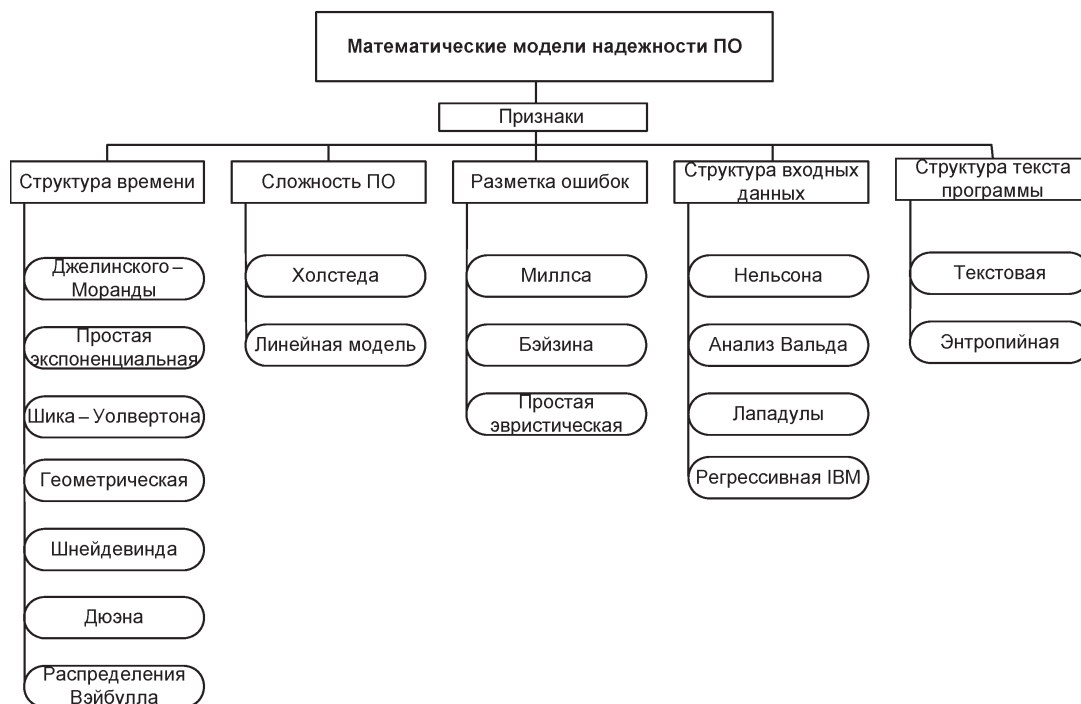 Математические модели надежности ПО
Признаки
Структура времени
Джелинского –
Моранды
Простая
экспоненциальная
Шика – Уолвертона
Геометрическая
Шнейдевинда
Дюэна
Распределения
Вэйбулла
Сложность ПО
Холстеда
Линейная модель
Разметка ошибок
Миллса
Бэйзина
Простая
эвристическая
Структура входных
данных
Нельсона
Анализ Вальда
Лападулы
Регрессивная IBM
Структура текста
программы
Текстовая
Энтропийная